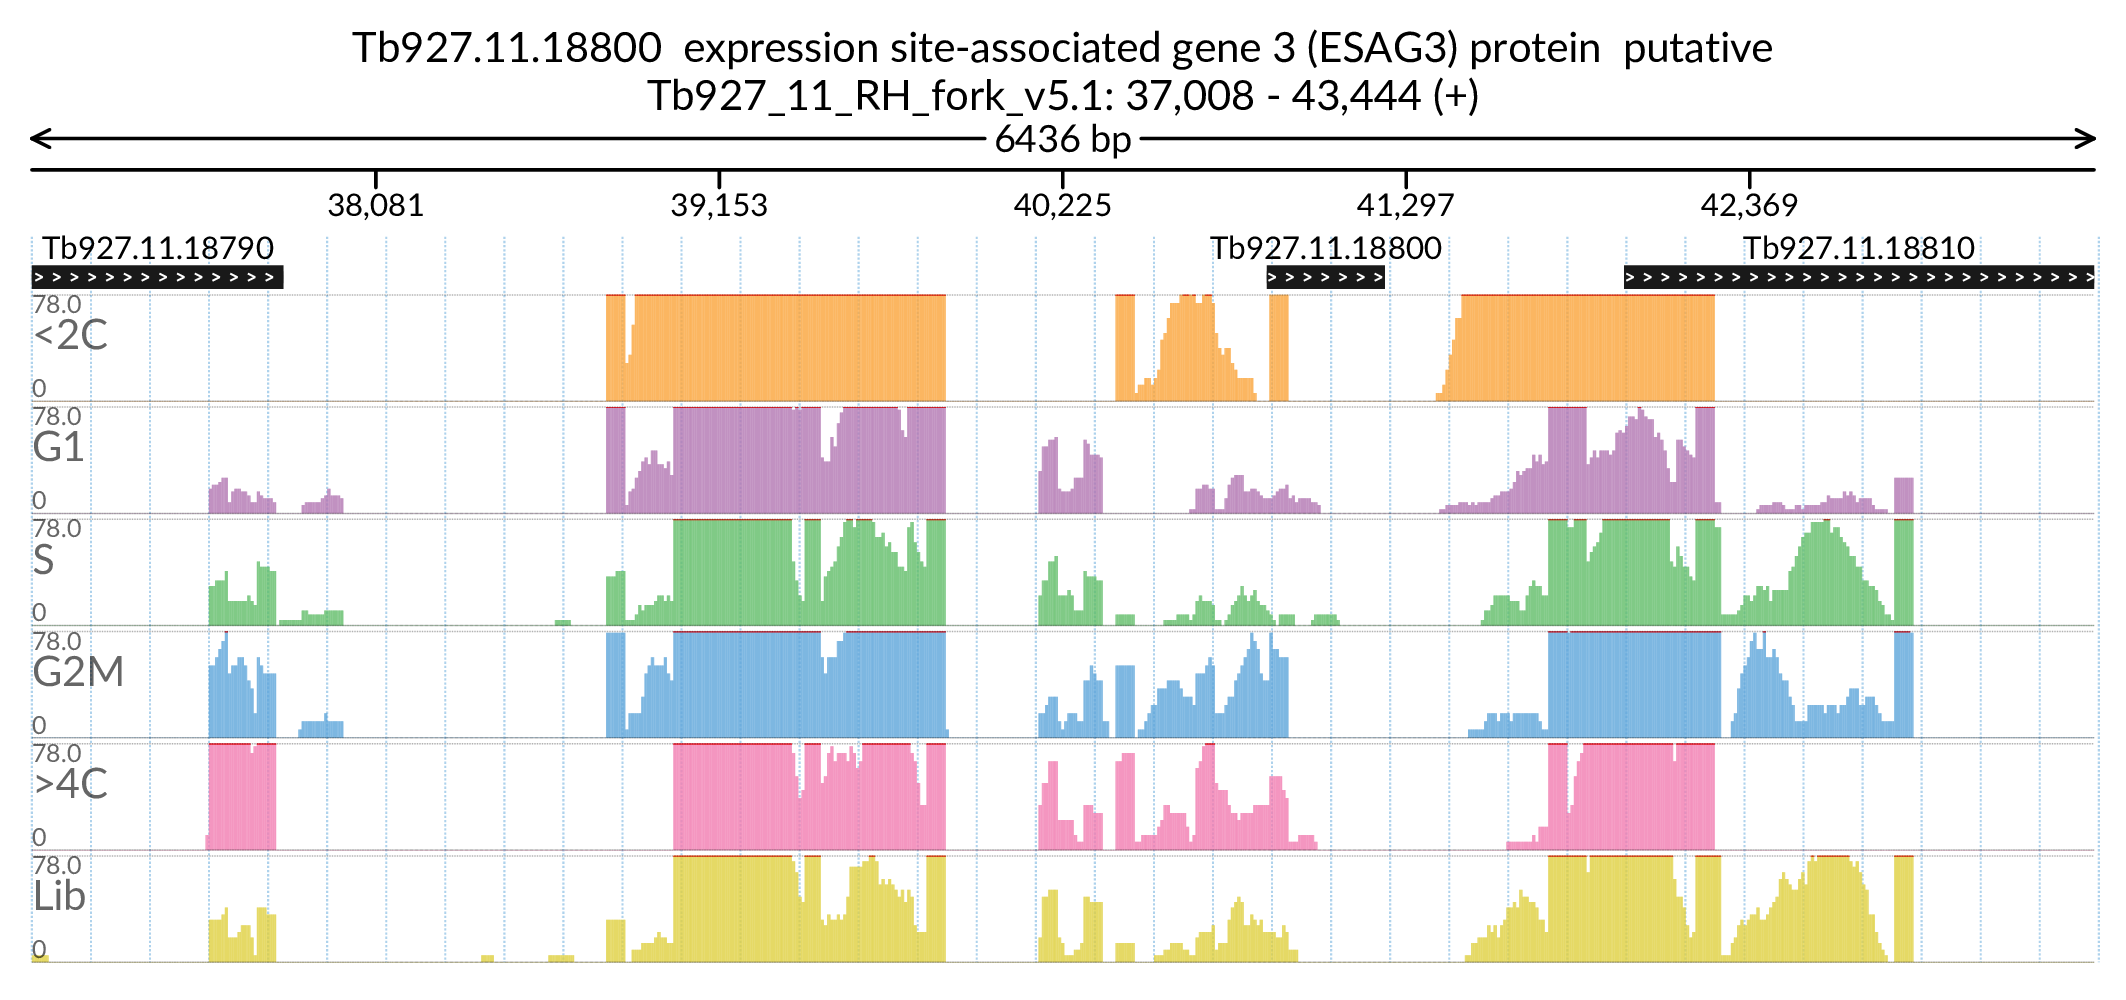 Tb927.11.18800  expression site-associated gene 3 (ESAG3) protein  putative
Tb927_11_RH_fork_v5.1: 37,008 - 43,444 (+)
6436 bp
38,081 39,153 40,225 41,297 42,369
Tb927.11.18790 Tb927.11.18800 Tb927.11.18810
78.0
<2C
0
78.0
G1
0
78.0
S
0
78.0
G2M
0
78.0
>4C
0
78.0
Lib
0